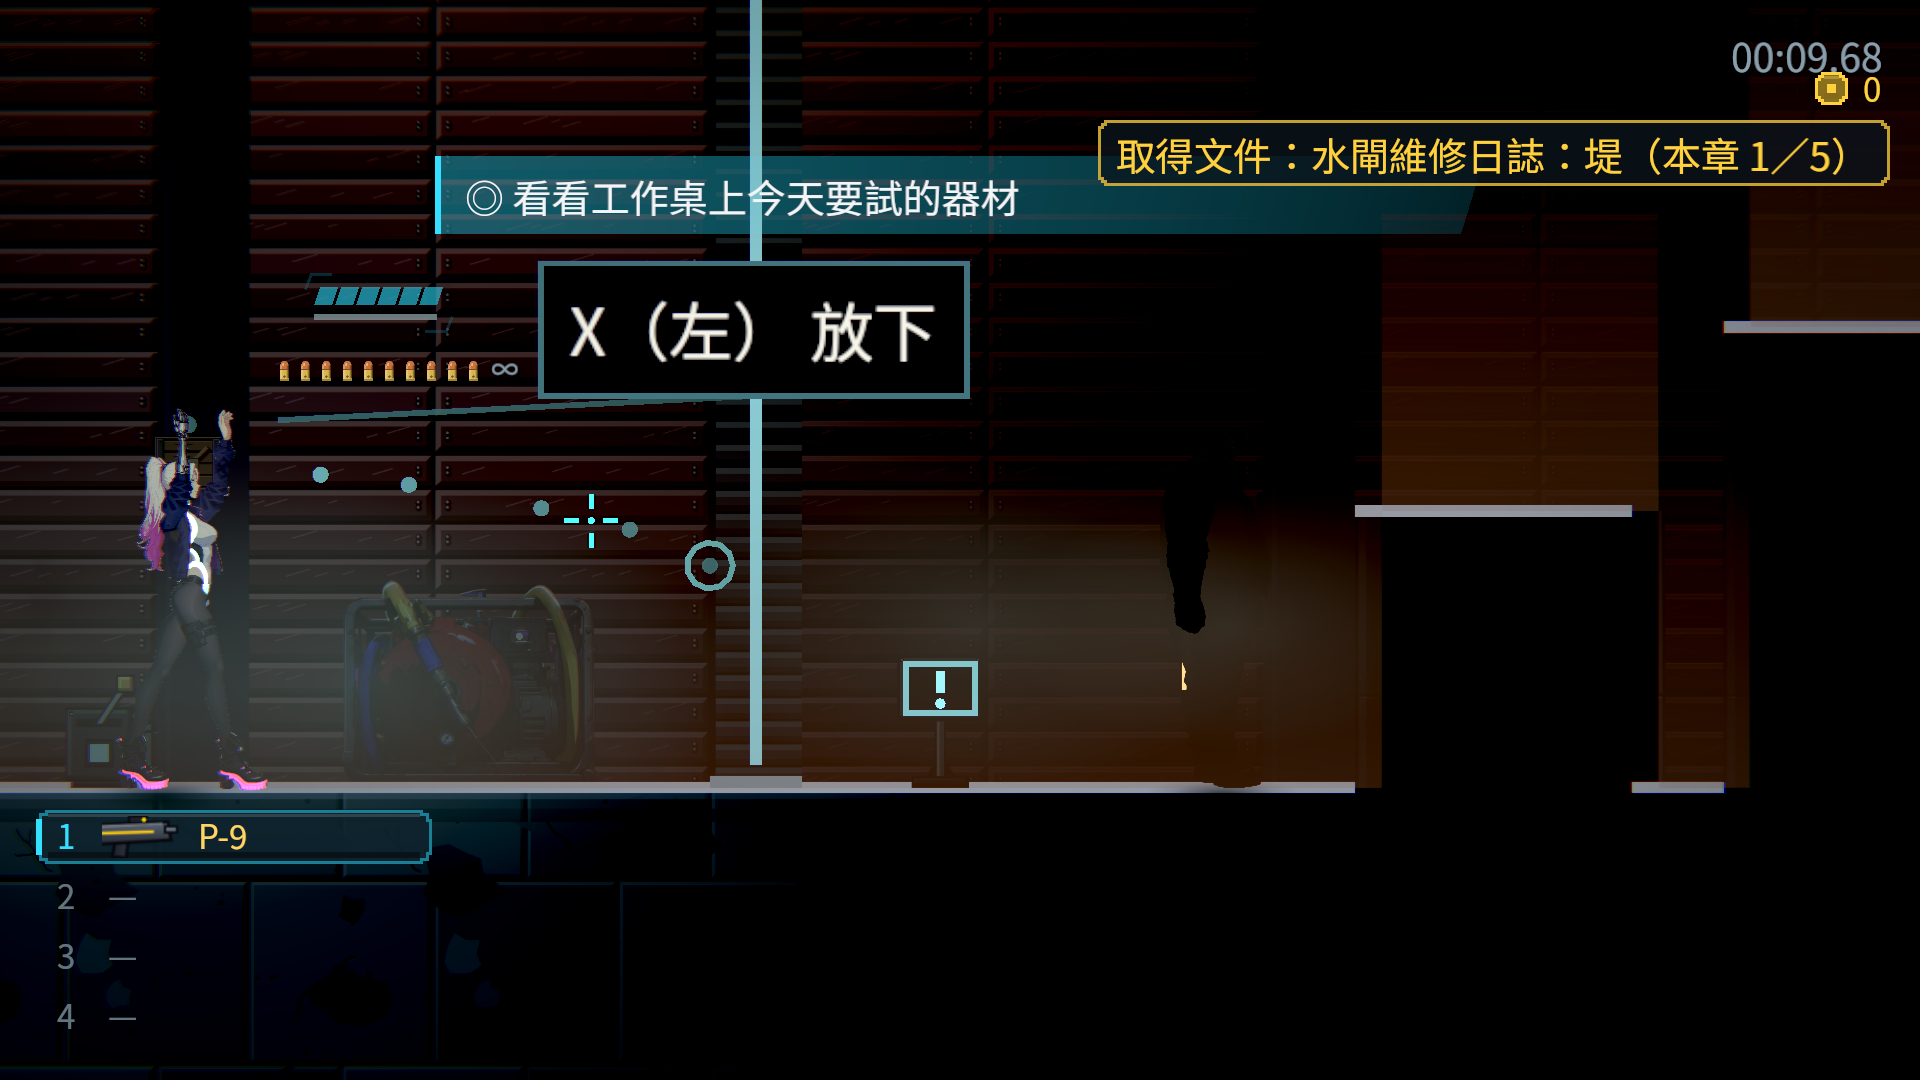 00:09.68
0
取得文件：水閘維修日誌：堤（本章 1／5）
◎ 看看工作桌上今天要試的器材
X（左） 放下
∞
!
1 P-9
2 —
3 —
4 —